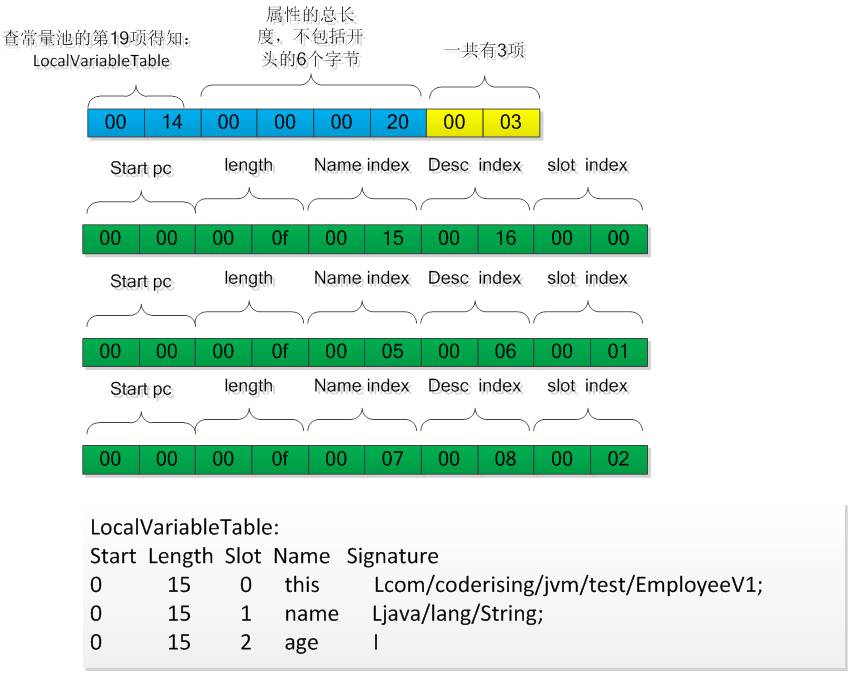 查常量池的第19项得知：
LocalVariableTable
属性的总长
度，不包括开
头的6个字节
一共有3项
00 14 00 00 00 20 00 03
Start pc length Name index Desc index slot index
00 00 00 0f 00 15 00 16 00 00
Start pc length Name index Desc index slot index
00 00 00 0f 00 05 00 06 00 01
Start pc length Name index Desc index slot index
00 00 00 0f 00 07 00 08 00 02
LocalVariableTable:
Start Length Slot Name Signature
0 15 0 this Lcom/coderising/jvm/test/EmployeeV1;
0 15 1 name Ljava/lang/String;
0 15 2 age I